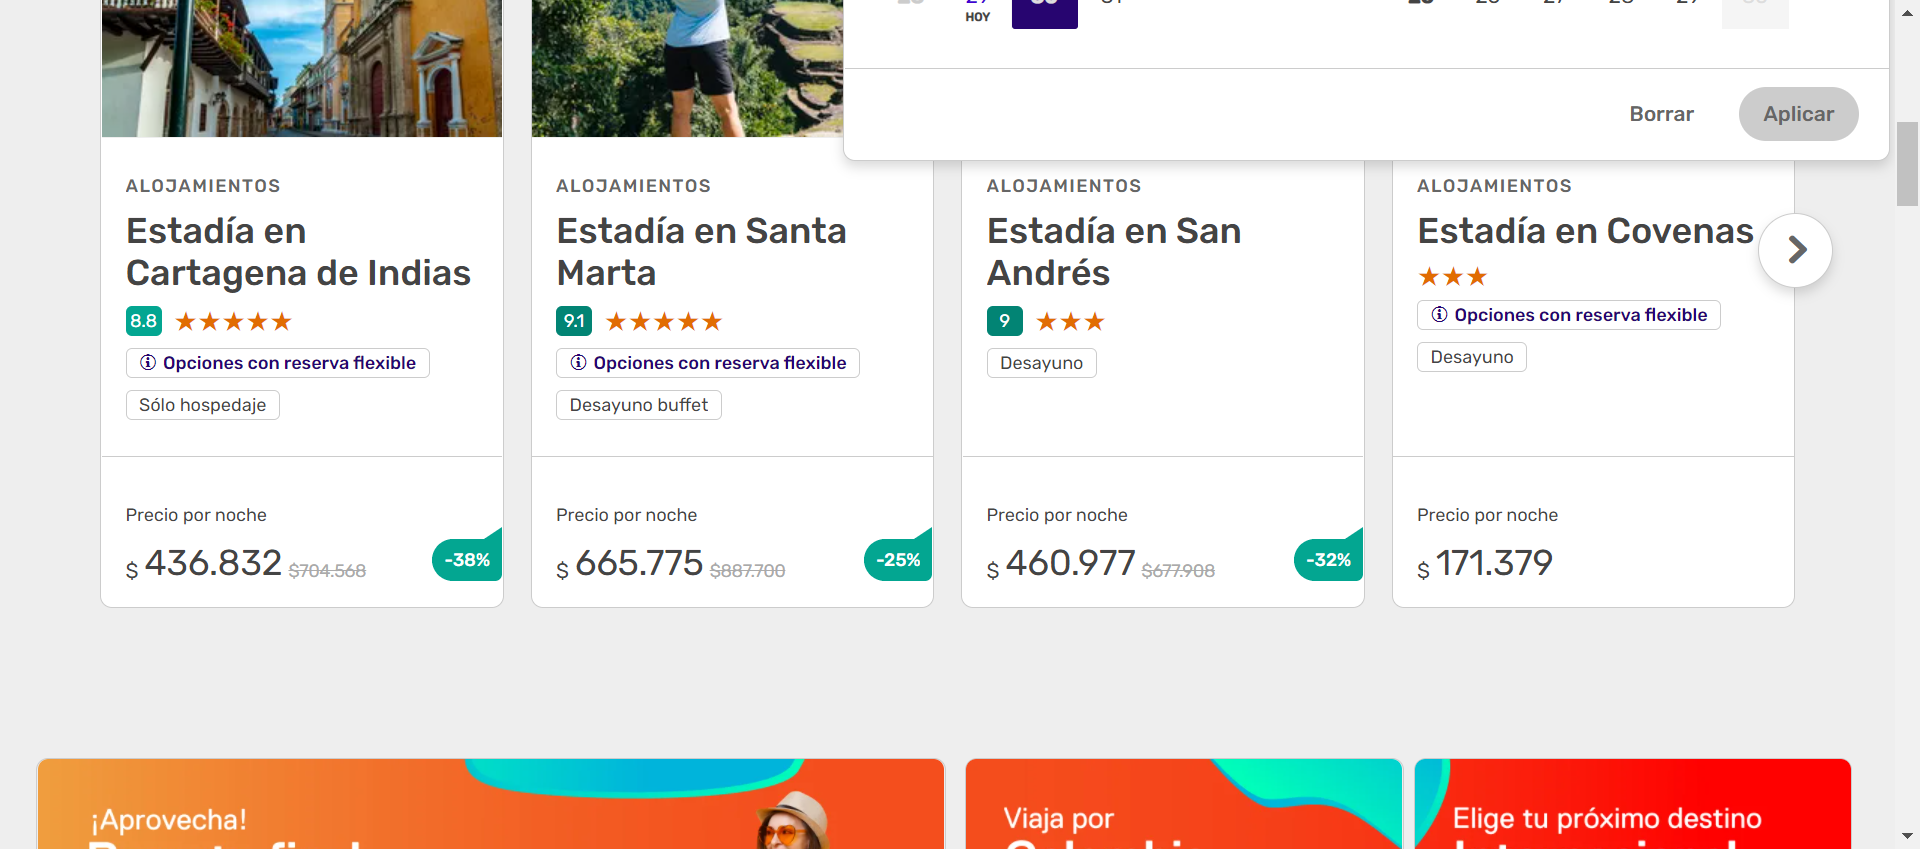 HOY
Borrar
Aplicar
ALOJAMIENTOS
Estadía en
Cartagena de Indias
8.8
Opciones con reserva flexible
Sólo hospedaje
Precio por noche
$ 436.832 $704.568
-38%
ALOJAMIENTOS
Estadía en Santa
Marta
9.1
Opciones con reserva flexible
Desayuno buffet
Precio por noche
$ 665.775 $887.700
-25%
ALOJAMIENTOS
Estadía en San
Andrés
9
Desayuno
Precio por noche
$ 460.977 $677.908
-32%
ALOJAMIENTOS
Estadía en Covenas
Opciones con reserva flexible
Desayuno
Precio por noche
$ 171.379
¡Aprovecha!
Viaja por
Elige tu próximo destino